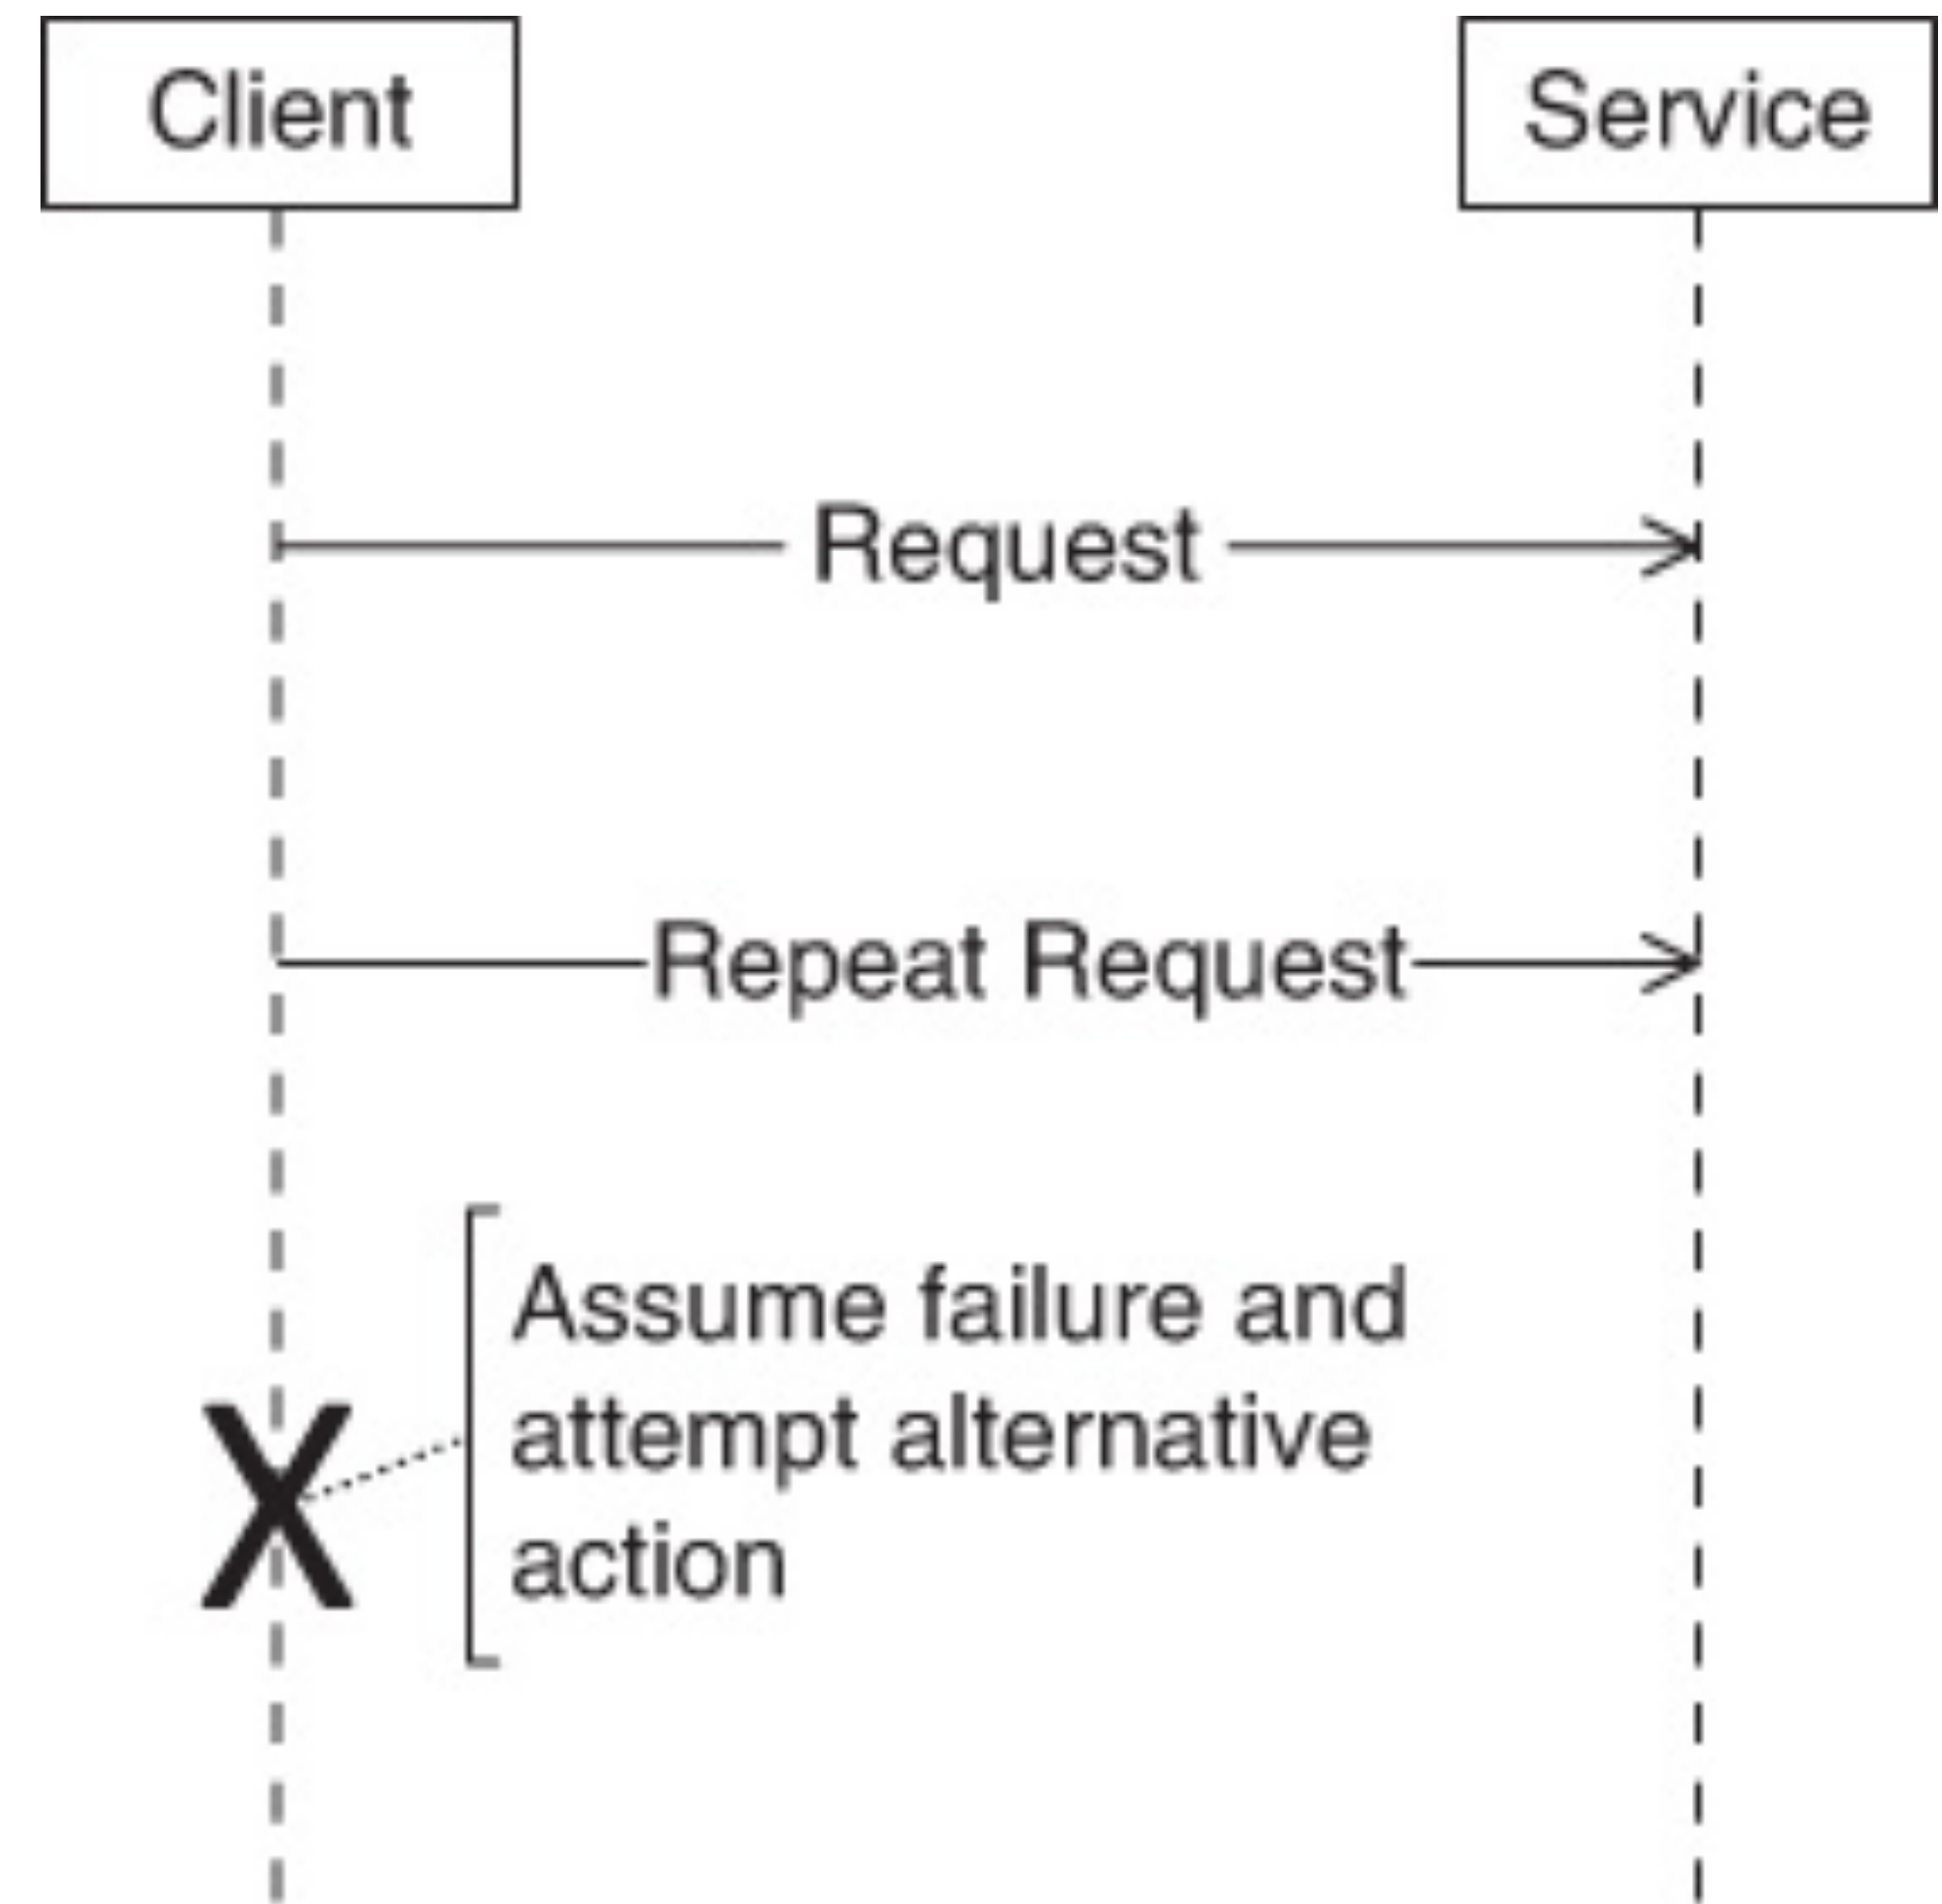 Client
Service
Request
Repeat Request
Assume failure and
attempt alternative
action